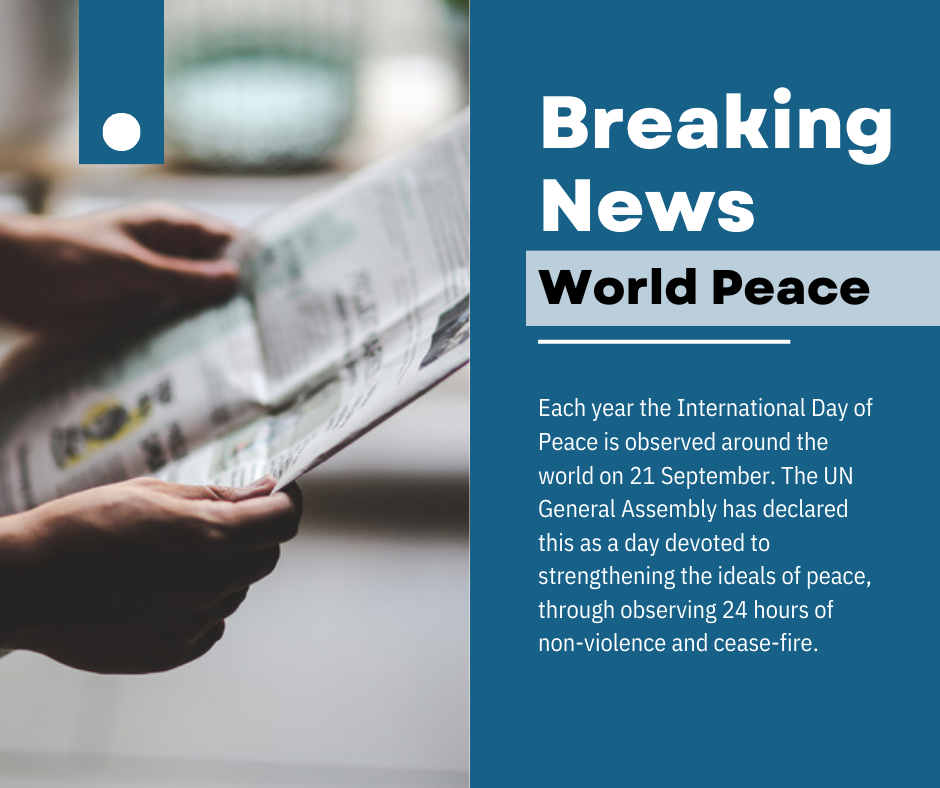 Breaking
News
World Peace
Each year the International Day of
Peace is observed around the
world on 21 September. The UN
General Assembly has declared
this as a day devoted to
strengthening the ideals of peace,
through observing 24 hours of
non-violence and cease-fire.